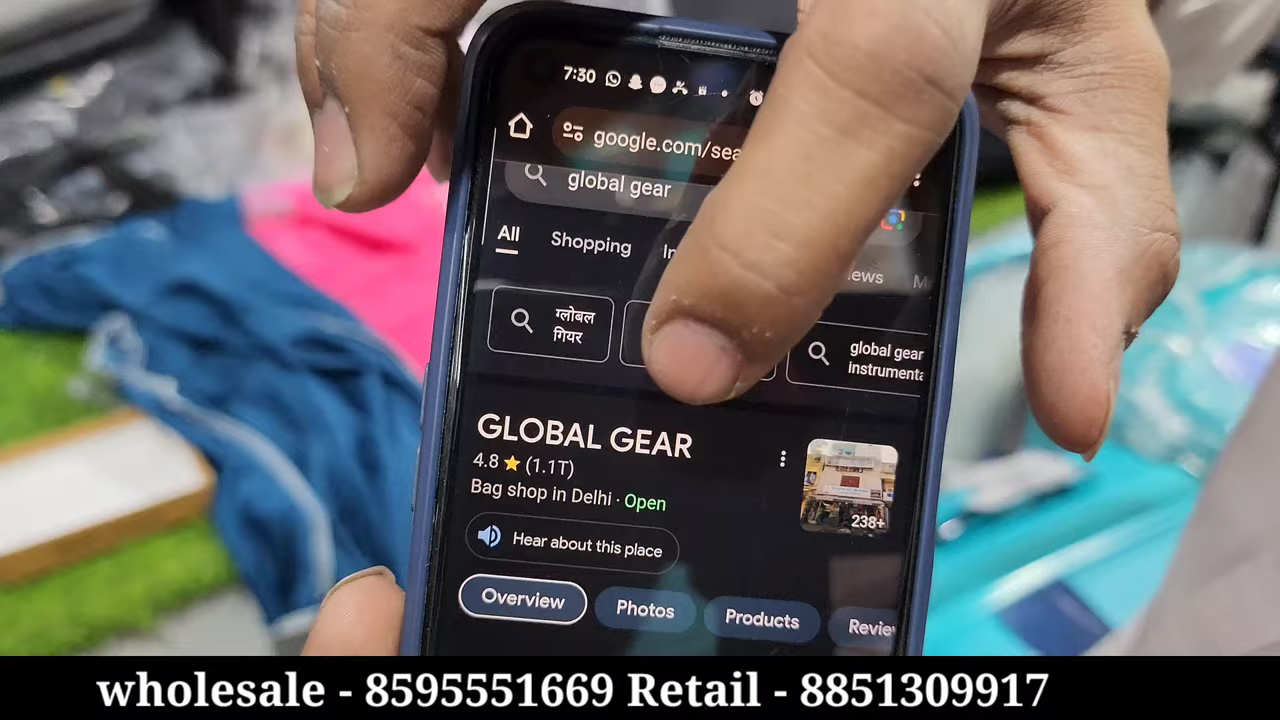 7:30
google.com/sea
global gear
All
Shopping
In
ews
M
ग्लोबल
गियर
global gear
instrumenta
GLOBAL GEAR
4.8 ★ (1.1T)
Bag shop in Delhi · Open
238+
Hear about this place
Overview
Photos
Products
Review
wholesale - 8595551669 Retail - 8851309917